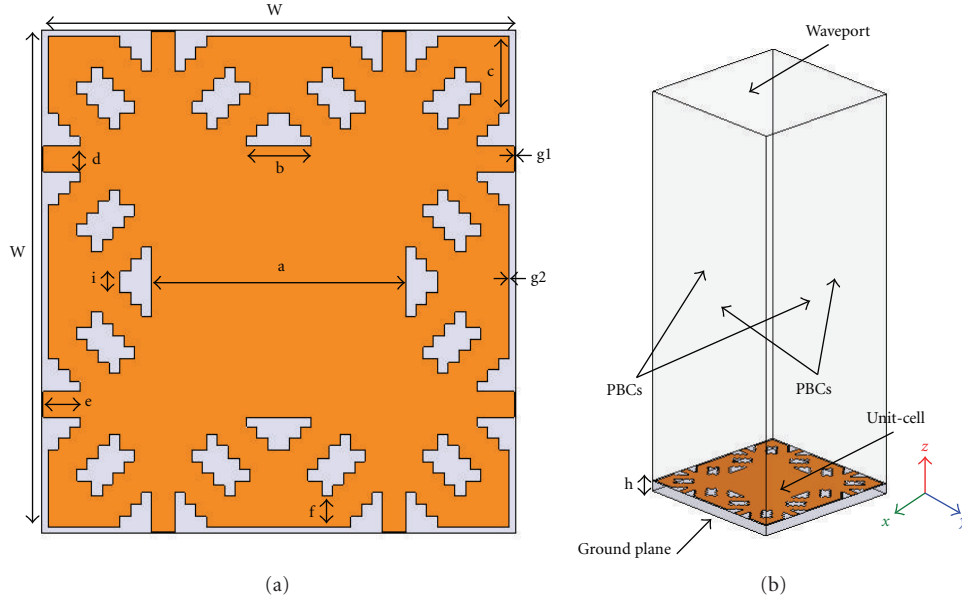 W
W
c
d
b
g1
i
a
g2
e
f
(a)
Waveport
PBCs
PBCs
Unit-cell
h
z
x
y
Ground plane
(b)